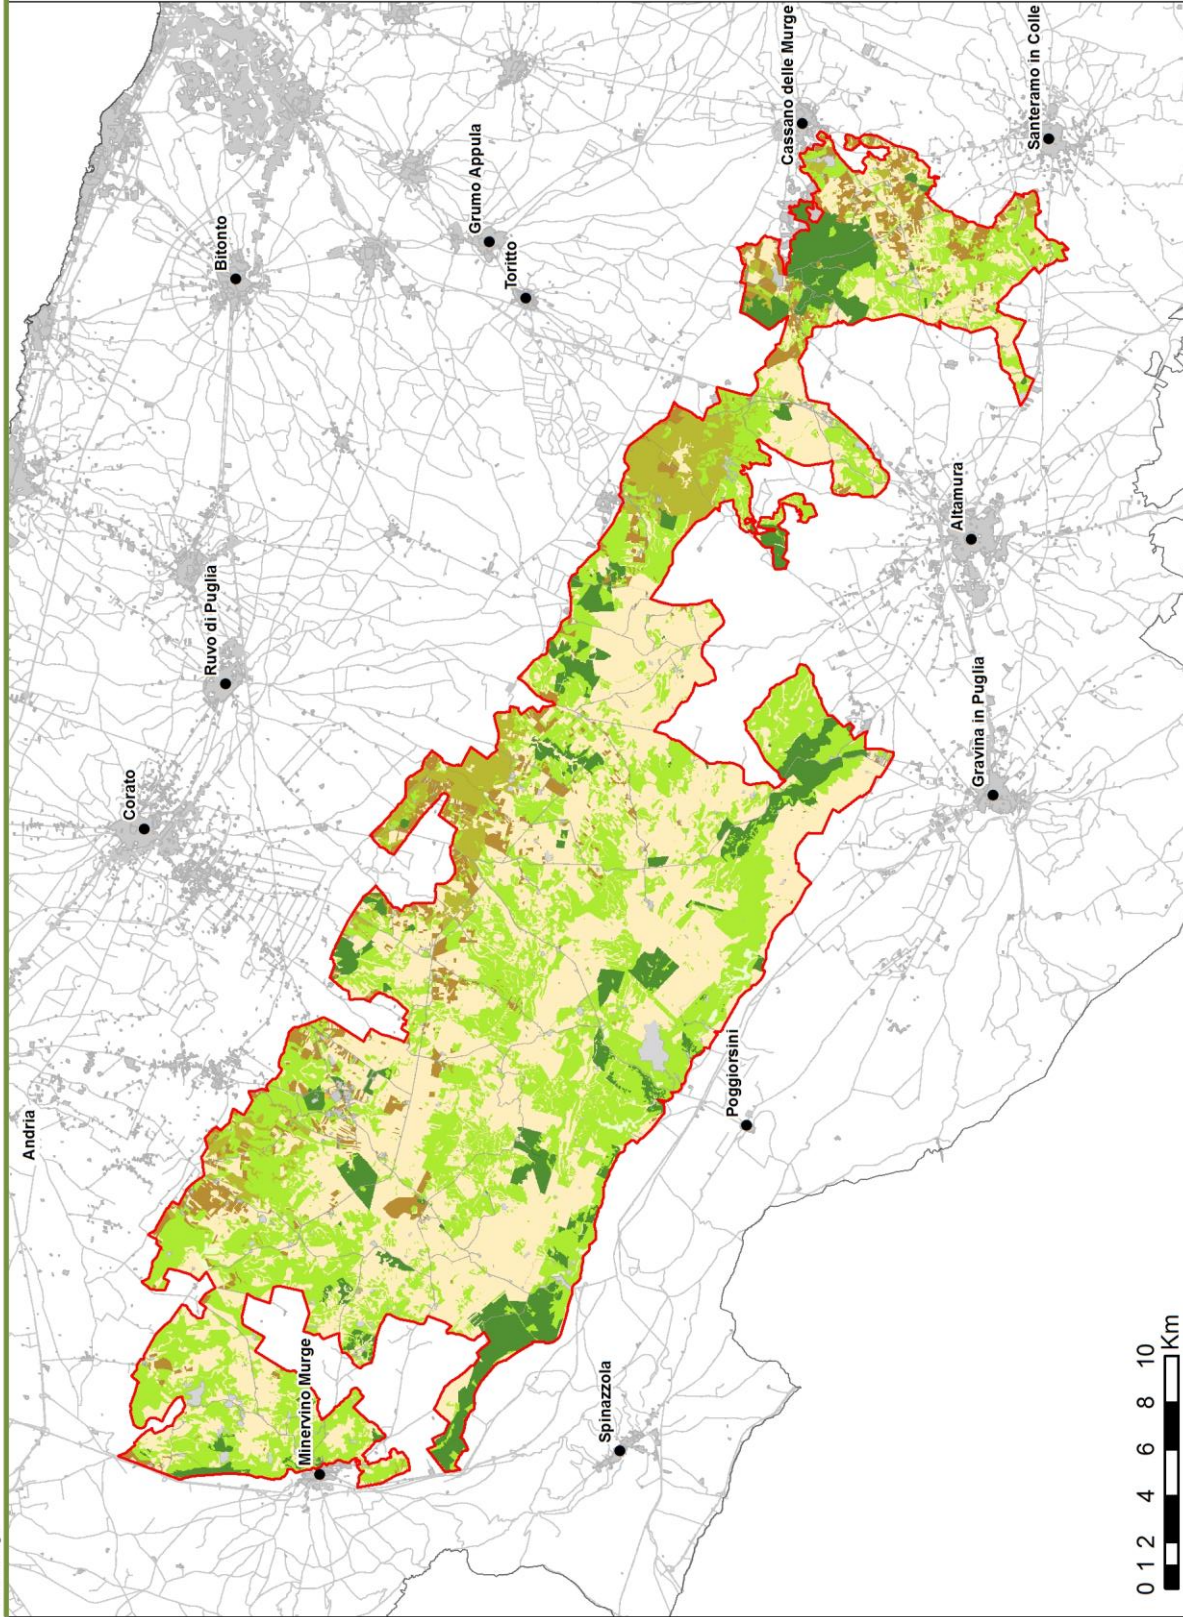 Andria
Corato
Ruvo di Puglia
Bitonto
Grumo Appula
Toritto
Minervino Murge
Cassano delle Murge
Spinazzola
Poggiorsini
Gravina in Puglia
Altamura
Santeramo in Colle
0 1 2 4 6 8 10
Km